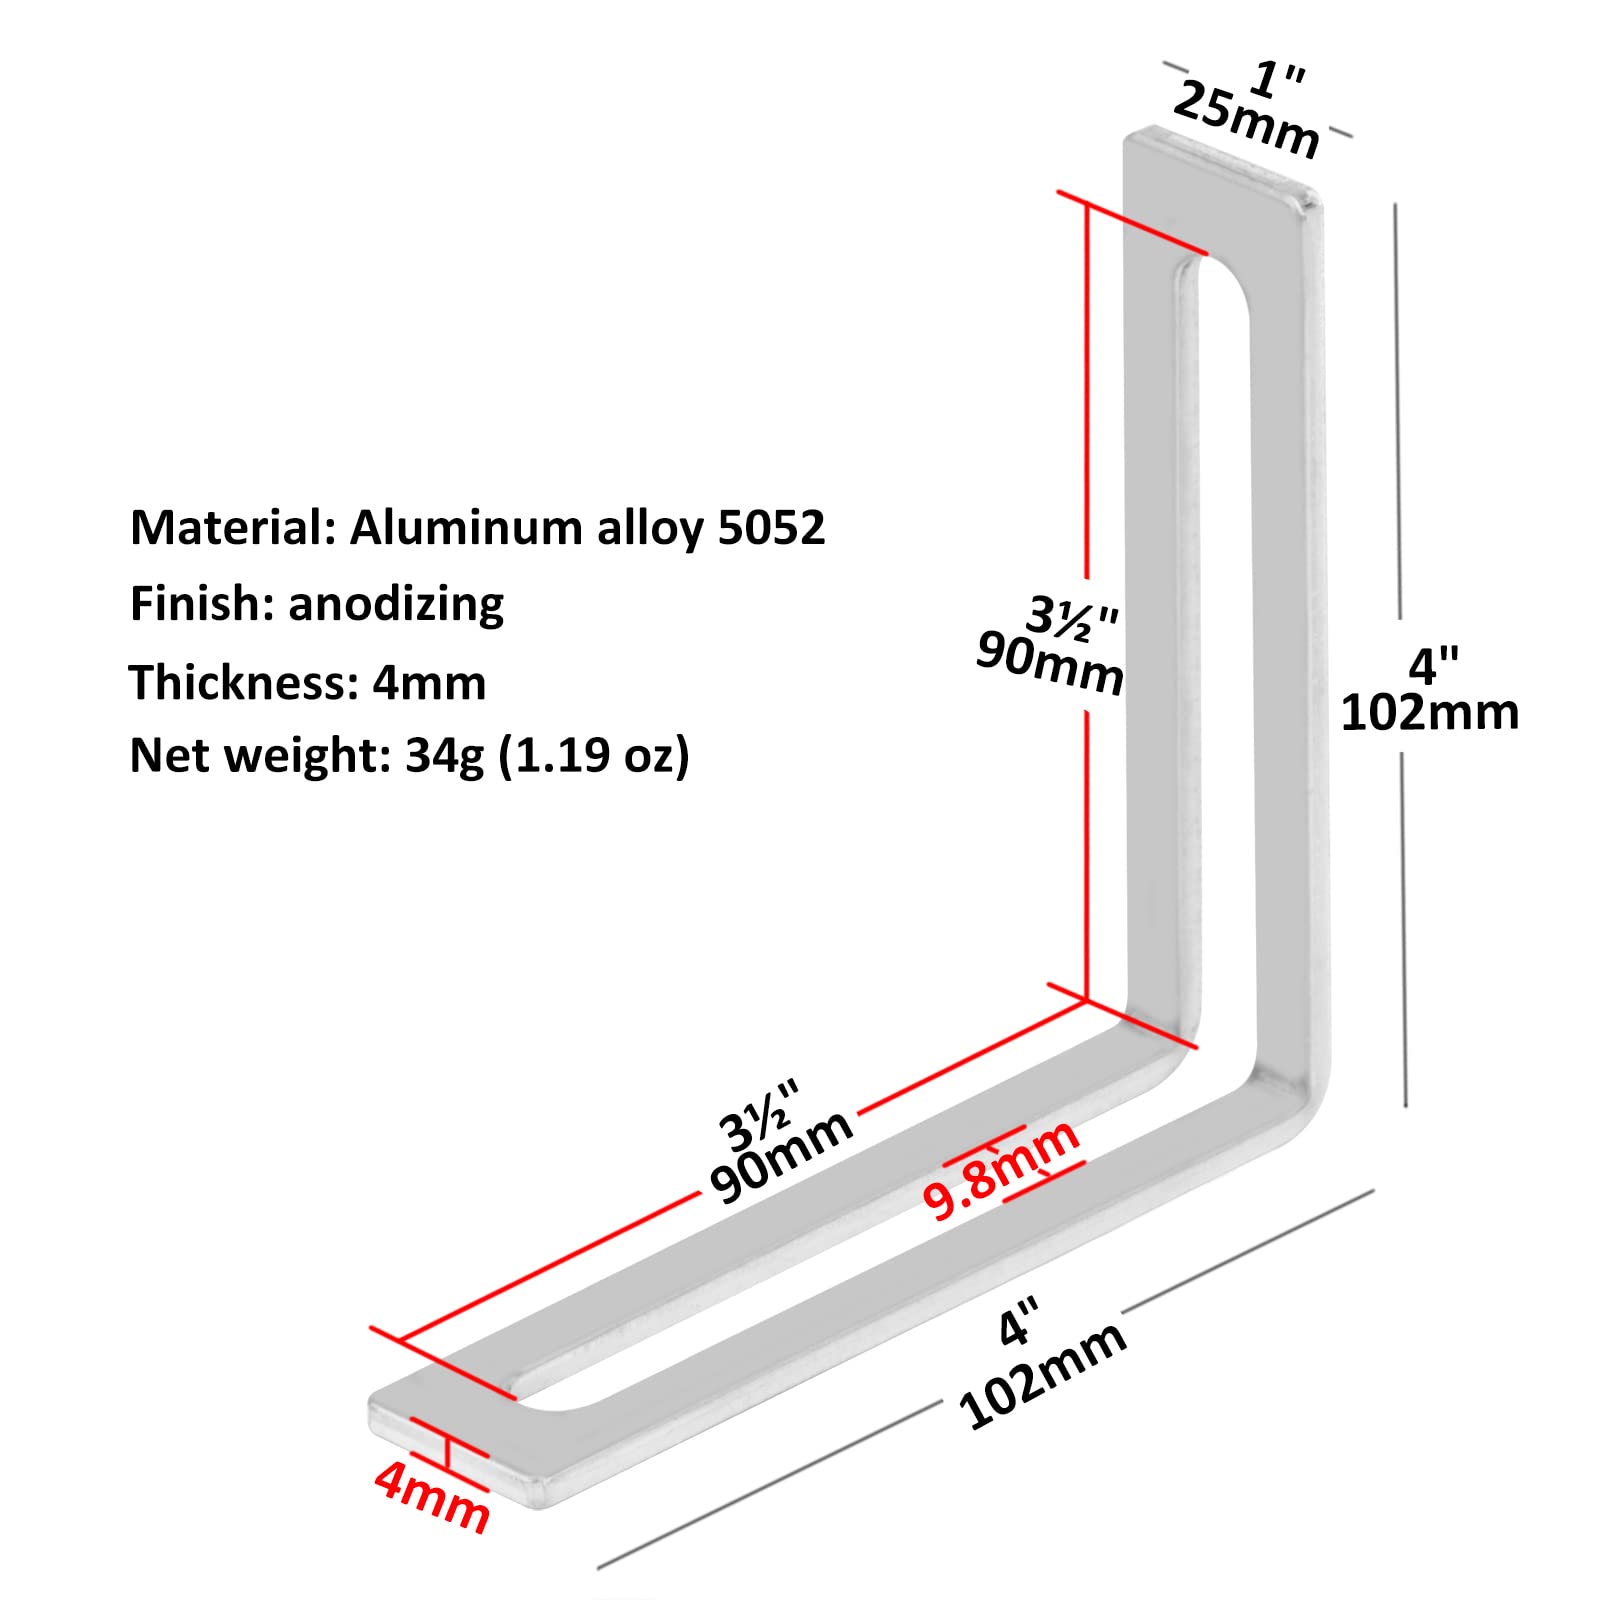 1"
25mm
Material: Aluminum alloy 5052
Finish: anodizing
Thickness: 4mm
Net weight: 34g (1.19 oz)
3½"
90mm
4"
102mm
3½"
90mm
9.8mm
4"
102mm
4mm